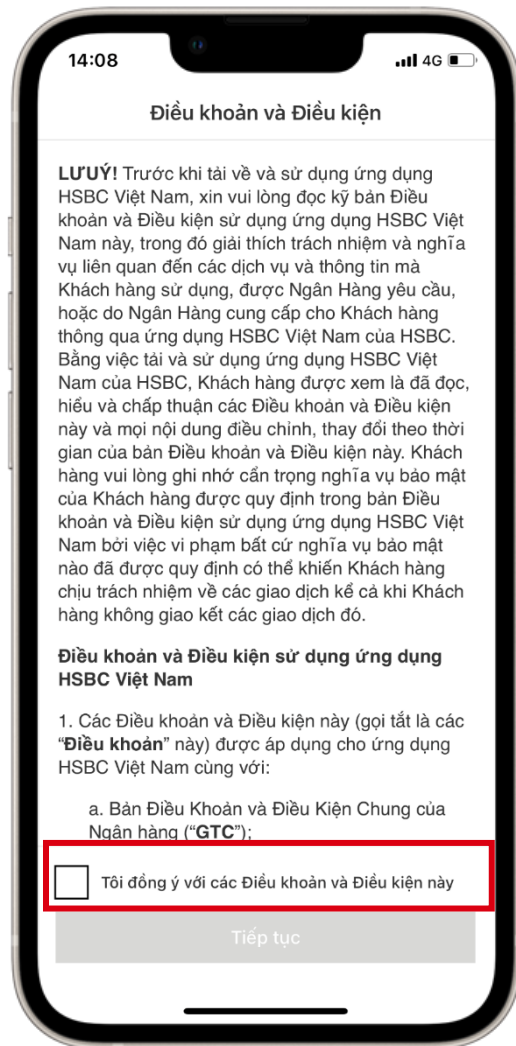 14:08
4G
Điều khoản và Điều kiện
LƯUÝ! Trước khi tải về và sử dụng ứng dụng
HSBC Việt Nam, xin vui lòng đọc kỹ bản Điều
khoản và Điều kiện sử dụng ứng dụng HSBC Việt
Nam này, trong đó giải thích trách nhiệm và nghĩa
vụ liên quan đến các dịch vụ và thông tin mà
Khách hàng sử dụng, được Ngân Hàng yêu cầu,
hoặc do Ngân Hàng cung cấp cho Khách hàng
thông qua ứng dụng HSBC Việt Nam của HSBC.
Bằng việc tải và sử dụng ứng dụng HSBC Việt
Nam của HSBC, Khách hàng được xem là đã đọc,
hiểu và chấp thuận các Điều khoản và Điều kiện
này và mọi nội dung điều chỉnh, thay đổi theo thời
gian của bản Điều khoản và Điều kiện này. Khách
hàng vui lòng ghi nhớ cẩn trọng nghĩa vụ bảo mật
của Khách hàng được quy định trong bản Điều
khoản và Điều kiện sử dụng ứng dụng HSBC Việt
Nam bởi việc vi phạm bất cứ nghĩa vụ bảo mật
nào đã được quy định có thể khiến Khách hàng
chịu trách nhiệm về các giao dịch kể cả khi Khách
hàng không giao kết các giao dịch đó.
Điều khoản và Điều kiện sử dụng ứng dụng
HSBC Việt Nam
1. Các Điều khoản và Điều kiện này (gọi tắt là các
“Điều khoản” này) được áp dụng cho ứng dụng
HSBC Việt Nam cùng với:
a. Bản Điều Khoản và Điều Kiện Chung của
Ngân hàng (“GTC”);
Tôi đồng ý với các Điều khoản và Điều kiện này
Tiếp tục